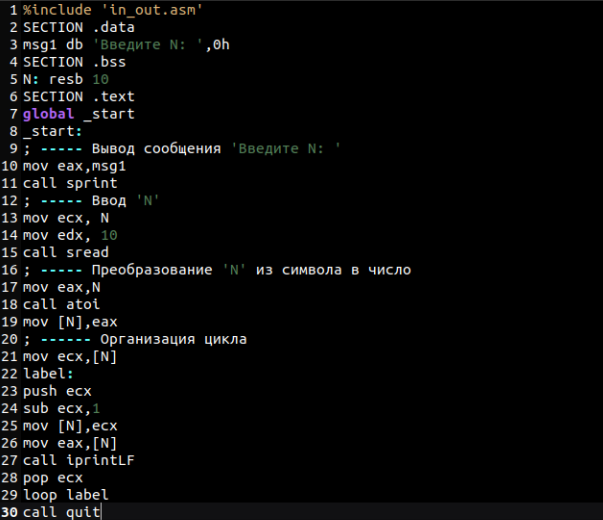 1 %include 'in_out.asm'
2 SECTION .data
3 msg1 db 'Введите N: ',0h
4 SECTION .bss
5 N: resb 10
6 SECTION .text
7 global _start
8 _start:
9 ; ----- Вывод сообщения 'Введите N: '
10 mov eax,msg1
11 call sprint
12 ; ----- Ввод 'N'
13 mov ecx, N
14 mov edx, 10
15 call sread
16 ; ----- Преобразование 'N' из символа в число
17 mov eax,N
18 call atoi
19 mov [N],eax
20 ; ------ Организация цикла
21 mov ecx,[N]
22 label:
23 push ecx
24 sub ecx,1
25 mov [N],ecx
26 mov eax,[N]
27 call iprintLF
28 pop ecx
29 loop label
30 call quit